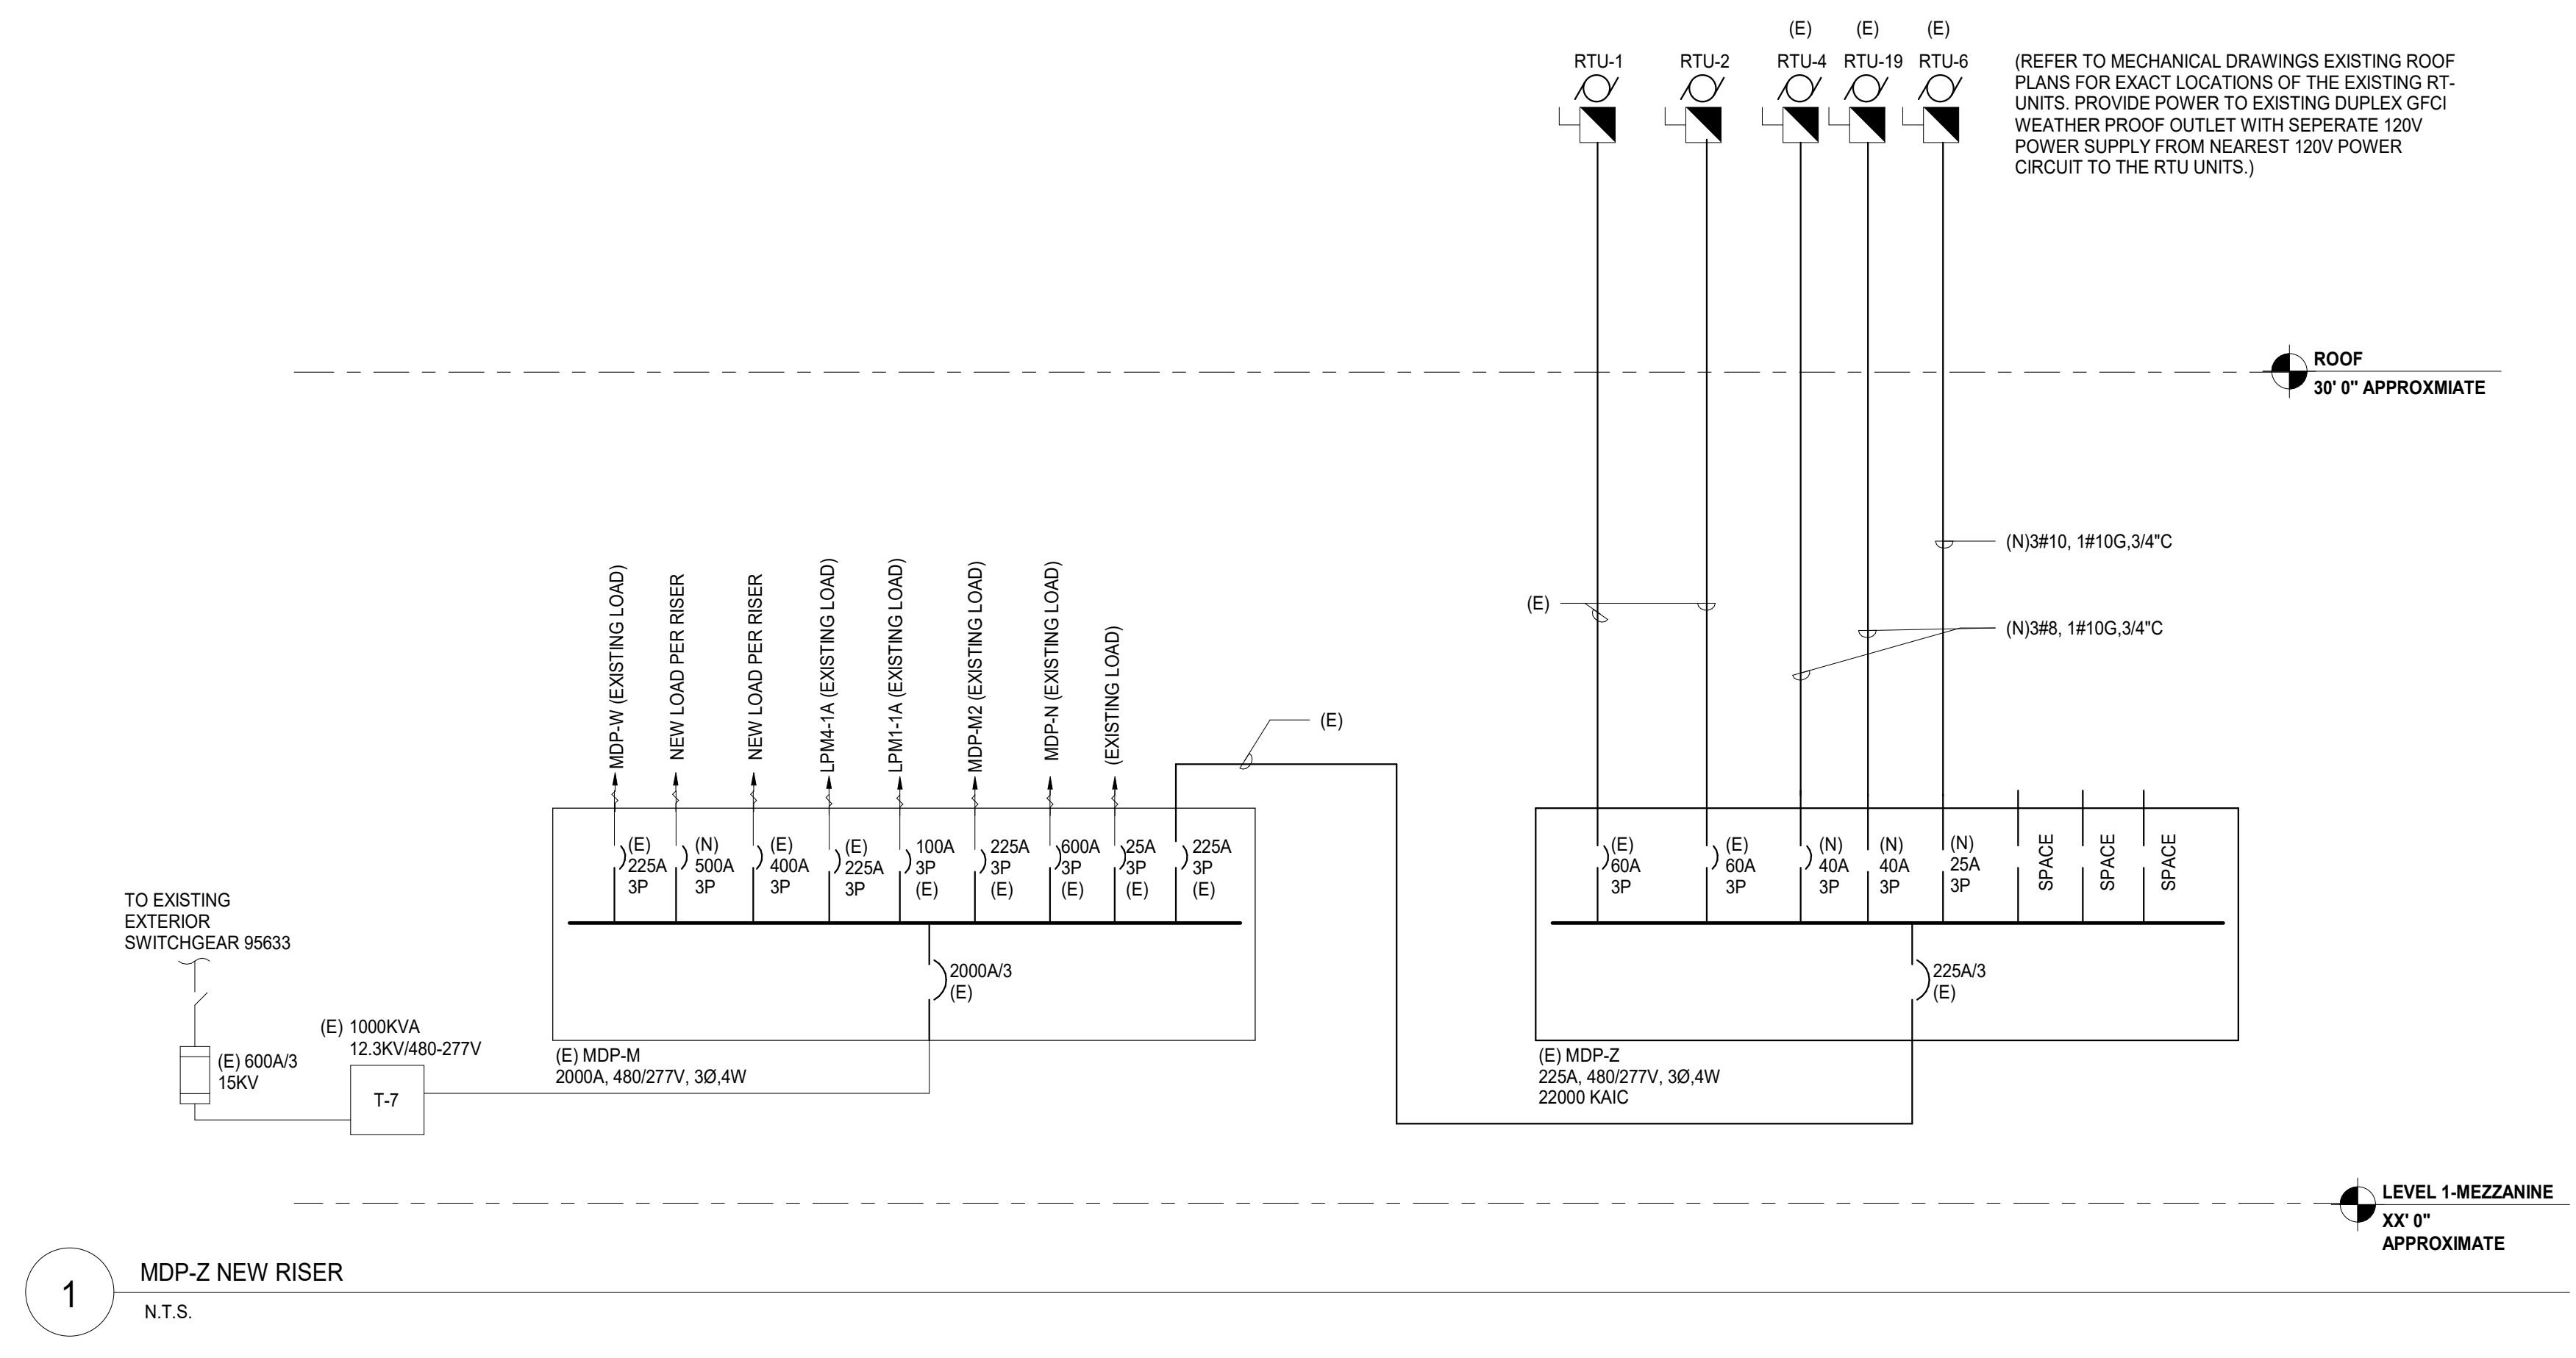 (E) (E) (E)
RTU-1 RTU-2 RTU-4 RTU-19 RTU-6
(REFER TO MECHANICAL DRAWINGS EXISTING ROOF
PLANS FOR EXACT LOCATIONS OF THE EXISTING RT-
UNITS. PROVIDE POWER TO EXISTING DUPLEX GFCI
WEATHER PROOF OUTLET WITH SEPERATE 120V
POWER SUPPLY FROM NEAREST 120V POWER
CIRCUIT TO THE RTU UNITS.)
ROOF
30' 0" APPROXMIATE
(N)3#10, 1#10G,3/4"C
(E)
(N)3#8, 1#10G,3/4"C
MDP-W (EXISTING LOAD)
NEW LOAD PER RISER
NEW LOAD PER RISER
LPM4-1A (EXISTING LOAD)
LPM1-1A (EXISTING LOAD)
MDP-M2 (EXISTING LOAD)
MDP-N (EXISTING LOAD)
(EXISTING LOAD)
(E)
(E)
225A
3P
(N)
500A
3P
(E)
400A
3P
(E)
225A
3P
100A
3P
(E)
225A
3P
(E)
600A
3P
(E)
25A
3P
(E)
225A
3P
(E)
2000A/3
(E)
(E) MDP-M
2000A, 480/277V, 3Ø,4W
(E)
60A
3P
(E)
60A
3P
(N)
40A
3P
(N)
40A
3P
(N)
25A
3P
SPACE
SPACE
SPACE
225A/3
(E)
(E) MDP-Z
225A, 480/277V, 3Ø,4W
22000 KAIC
TO EXISTING
EXTERIOR
SWITCHGEAR 95633
(E) 600A/3
15KV
(E) 1000KVA
12.3KV/480-277V
T-7
LEVEL 1-MEZZANINE
XX' 0"
APPROXIMATE
1
MDP-Z NEW RISER
N.T.S.